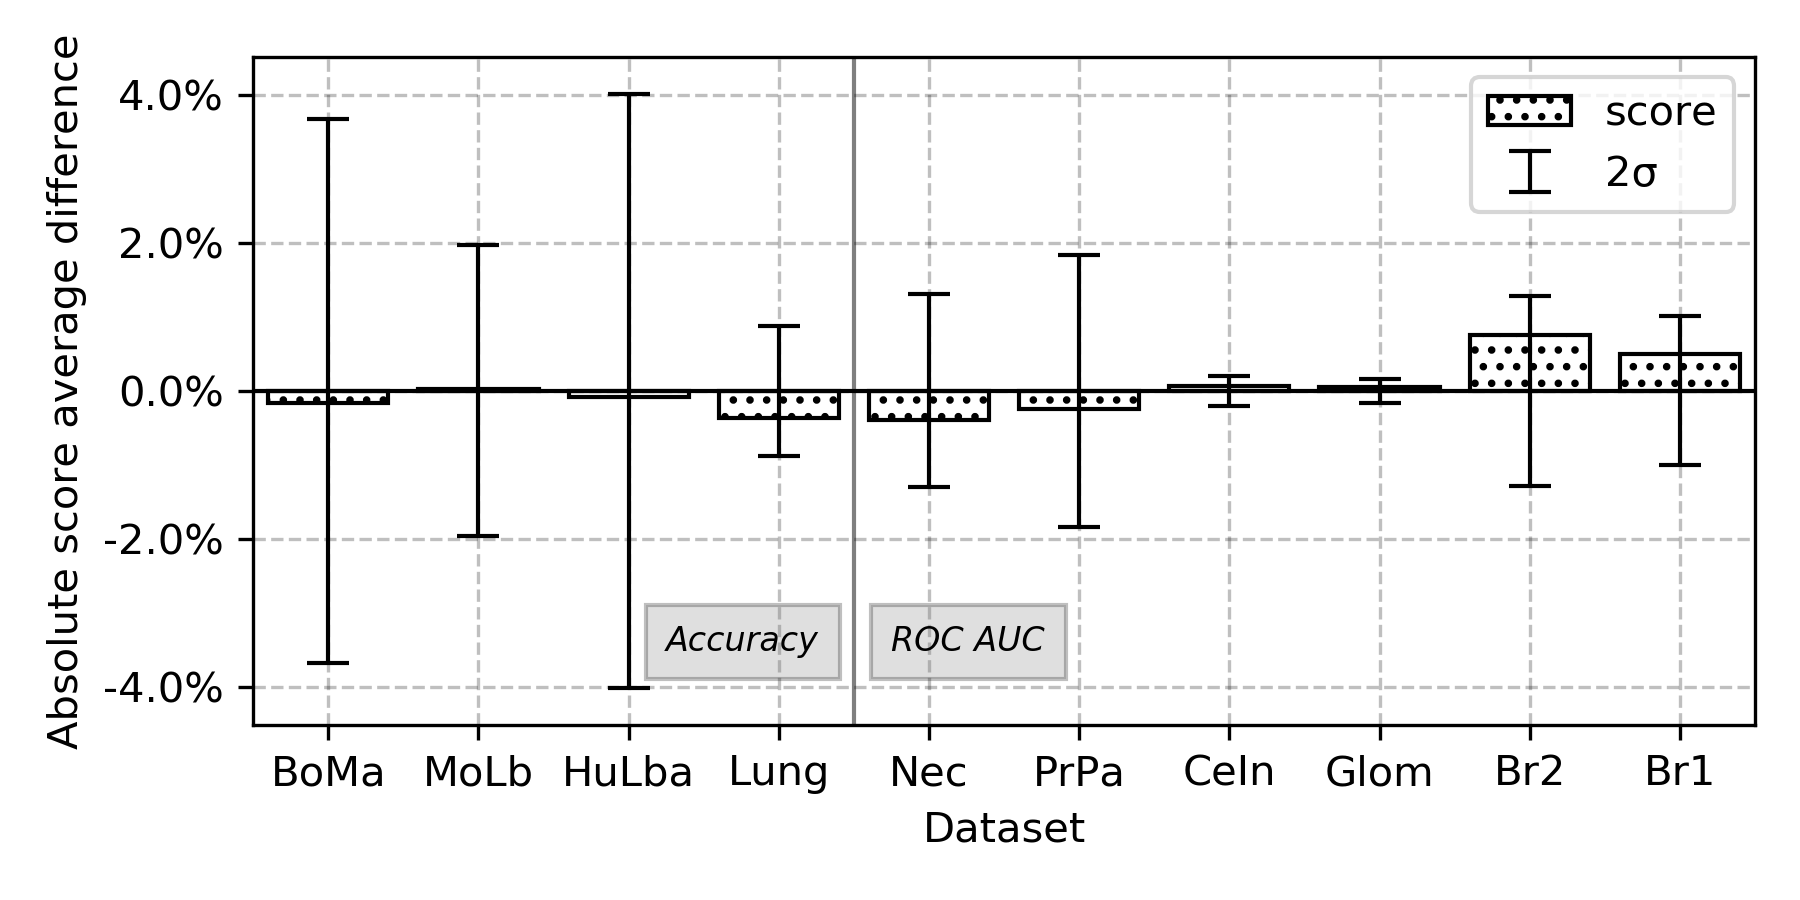 Absolute score average difference
4.0%
2.0%
0.0%
-2.0%
-4.0%
score
2σ
Accuracy
ROC AUC
BoMa MoLb HuLba Lung Nec PrPa CeIn Glom Br2 Br1
Dataset